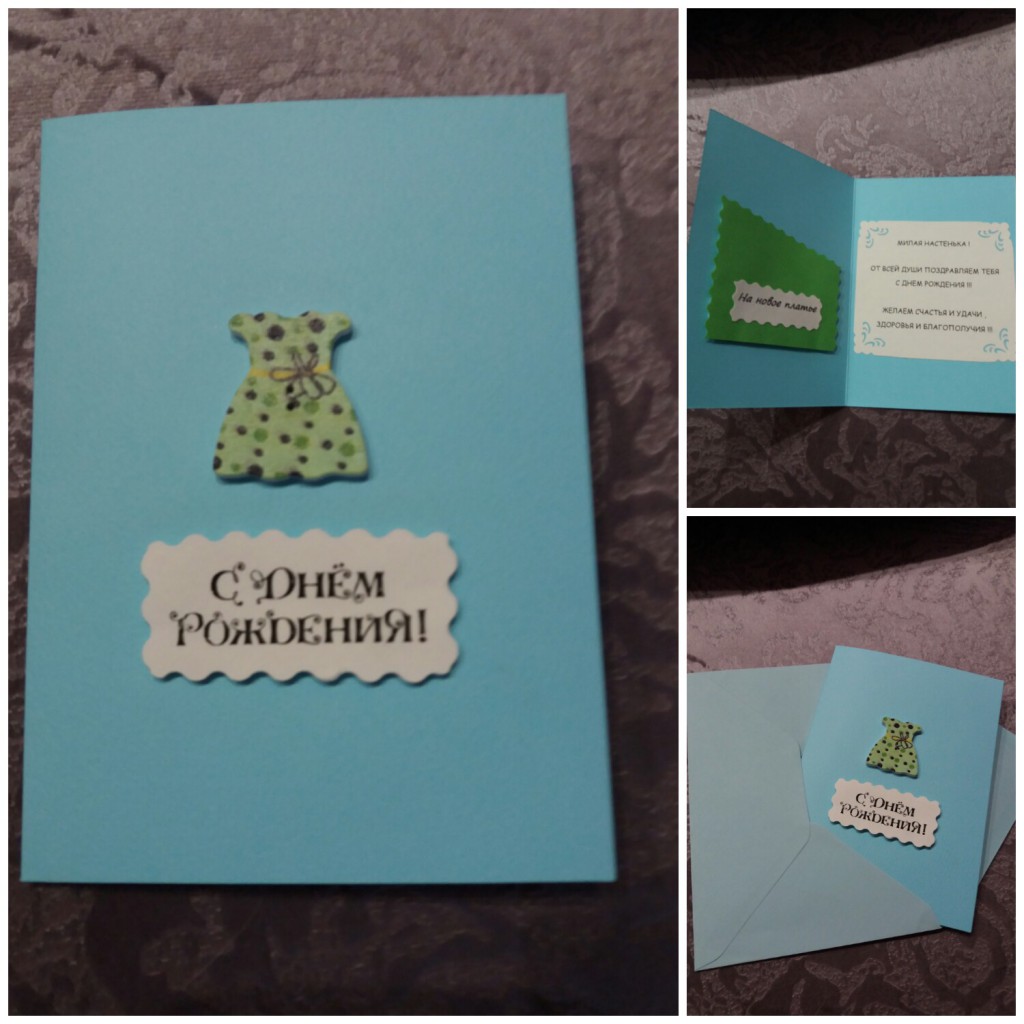 С Днём
Рождения!
На новое платье
МИЛАЯ НАСТЕНЬКА !
ОТ ВСЕЙ ДУШИ ПОЗДРАВЛЯЕМ ТЕБЯ
С ДНЕМ РОЖДЕНИЯ !!!
ЖЕЛАЕМ СЧАСТЬЯ И УДАЧИ ,
ЗДОРОВЬЯ И БЛАГОПОЛУЧИЯ !!!
С Днём
Рождения!